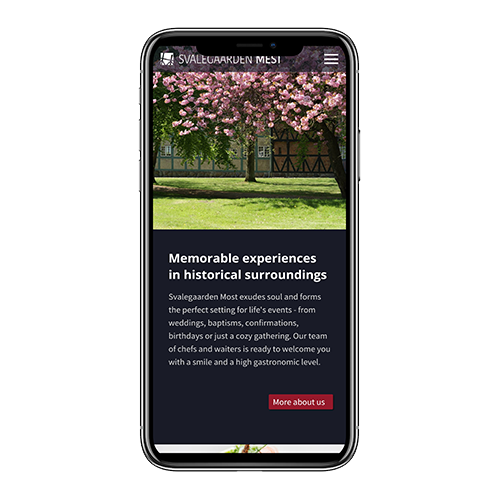 SVALEGAARDEN MEST
Memorable experiences
in historical surroundings
Svalegaarden Most exudes soul and forms
the perfect setting for life's events - from
weddings, baptisms, confirmations,
birthdays or just a cozy gathering. Our team
of chefs and waiters is ready to welcome you
with a smile and a high gastronomic level.
More about us